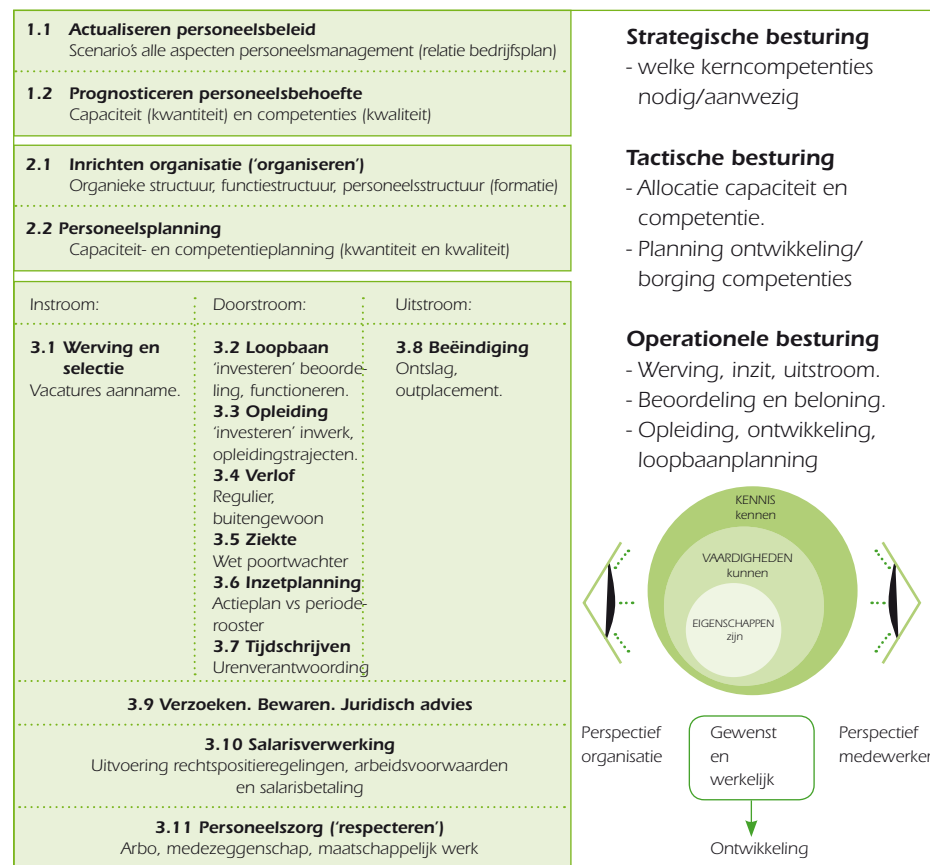 1.1 Actualiseren personeelsbeleid
Scenario's alle aspecten personeelsmanagement (relatie bedrijfsplan)
1.2 Prognosticeren personeelsbehoefte
Capaciteit (kwantiteit) en competenties (kwaliteit)
2.1 Inrichten organisatie ('organiseren')
Organieke structuur, functiestructuur, personeelsstructuur (formatie)
2.2 Personeelsplanning
Capaciteit- en competentieplanning (kwantiteit en kwaliteit)
Instroom:
3.1 Werving en
selectie
Vacatures aanname.
Doorstroom:
3.2 Loopbaan
'investeren' beoorde-
ling, functioneren.
3.3 Opleiding
'investeren' inwerk,
opleidingstrajecten.
3.4 Verlof
Regulier,
buitengewoon
3.5 Ziekte
Wet poortwachter
3.6 Inzetplanning
Actieplan vs periode-
rooster
3.7 Tijdschrijven
Urenverantwoording
Uitstroom:
3.8 Beëindiging
Ontslag,
outplacement.
3.9 Verzoeken. Bewaren. Juridisch advies
3.10 Salarisverwerking
Uitvoering rechtspositieregelingen, arbeidsvoorwaarden
en salarisbetaling
3.11 Personeelszorg ('respecteren')
Arbo, medezeggenschap, maatschappelijk werk
Strategische besturing
- welke kerncompetenties
nodig/aanwezig
Tactische besturing
- Allocatie capaciteit en
competentie.
- Planning ontwikkeling/
borging competenties
Operationele besturing
- Werving, inzit, uitstroom.
- Beoordeling en beloning.
- Opleiding, ontwikkeling,
loopbaanplanning
KENNIS
kennen
VAARDIGHEDEN
kunnen
EIGENSCHAPPEN
zijn
Perspectief
organisatie
Gewenst
en
werkelijk
Perspectief
medewerker
Ontwikkeling